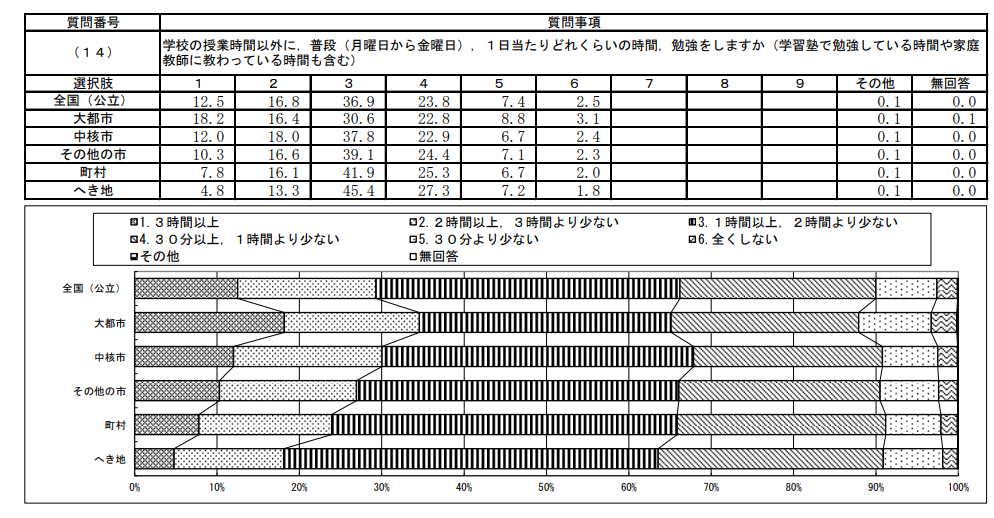 質問番号 質問事項
（１４） 学校の授業時間以外に，普段（月曜日から金曜日），１日当たりどれくらいの時間，勉強をしますか（学習塾で勉強している時間や家庭
教師に教わっている時間も含む）
選択肢 １ ２ ３ ４ ５ ６ ７ ８ ９ その他 無回答
全国（公立） 12.5 16.8 36.9 23.8 7.4 2.5 0.1 0.0
大都市 18.2 16.4 30.6 22.8 8.8 3.1 0.1 0.1
中核市 12.0 18.0 37.8 22.9 6.7 2.4 0.1 0.0
その他の市 10.3 16.6 39.1 24.4 7.1 2.3 0.1 0.0
町村 7.8 16.1 41.9 25.3 6.7 2.0 0.1 0.0
へき地 4.8 13.3 45.4 27.3 7.2 1.8 0.1 0.0
1.３時間以上 2.２時間以上，３時間より少ない 3.１時間以上，２時間より少ない
4.３０分以上，１時間より少ない 5.３０分より少ない 6.全くしない
その他 無回答
全国（公立）
大都市
中核市
その他の市
町村
へき地
0% 10% 20% 30% 40% 50% 60% 70% 80% 90% 100%